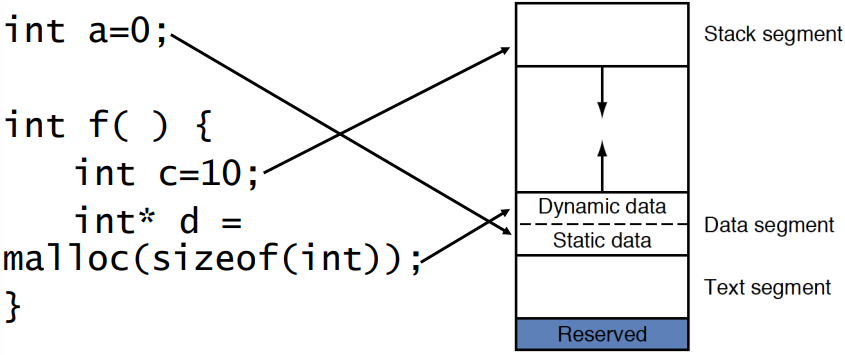 int a=0;
int f( ) {
int c=10;
int* d =
malloc(sizeof(int));
}
Stack segment
Dynamic data
Static data
Data segment
Text segment
Reserved